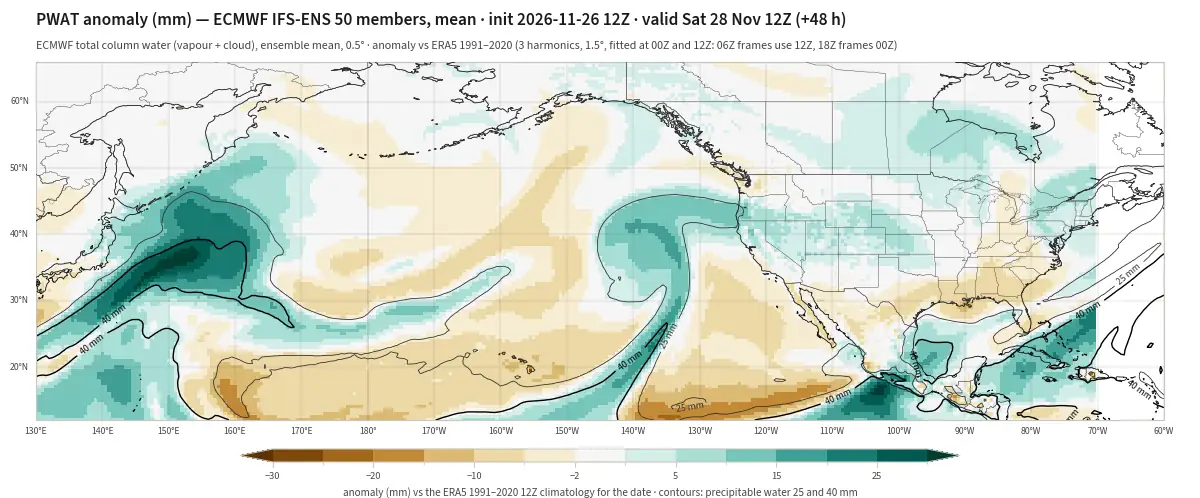 PWAT anomaly (mm) — ECMWF IFS-ENS 50 members, mean · init 2026-11-26 12Z · valid Sat 28 Nov 12Z (+48 h)
ECMWF total column water (vapour + cloud), ensemble mean, 0.5° · anomaly vs ERA5 1991–2020 (3 harmonics, 1.5°, fitted at 00Z and 12Z: 06Z frames use 12Z, 18Z frames 00Z)
60°N
50°N
40°N
30°N
20°N
25 mm
40 mm
40 mm
40 mm
25 mm
40 mm
40 mm
25 mm
40 mm
40 mm
mm
130°E 140°E 150°E 160°E 170°E 180° 170°W 160°W 150°W 140°W 130°W 120°W 110°W 100°W 90°W 80°W 70°W 60°W
−30 −20 −10 −2 5 15 25
anomaly (mm) vs the ERA5 1991–2020 12Z climatology for the date · contours: precipitable water 25 and 40 mm